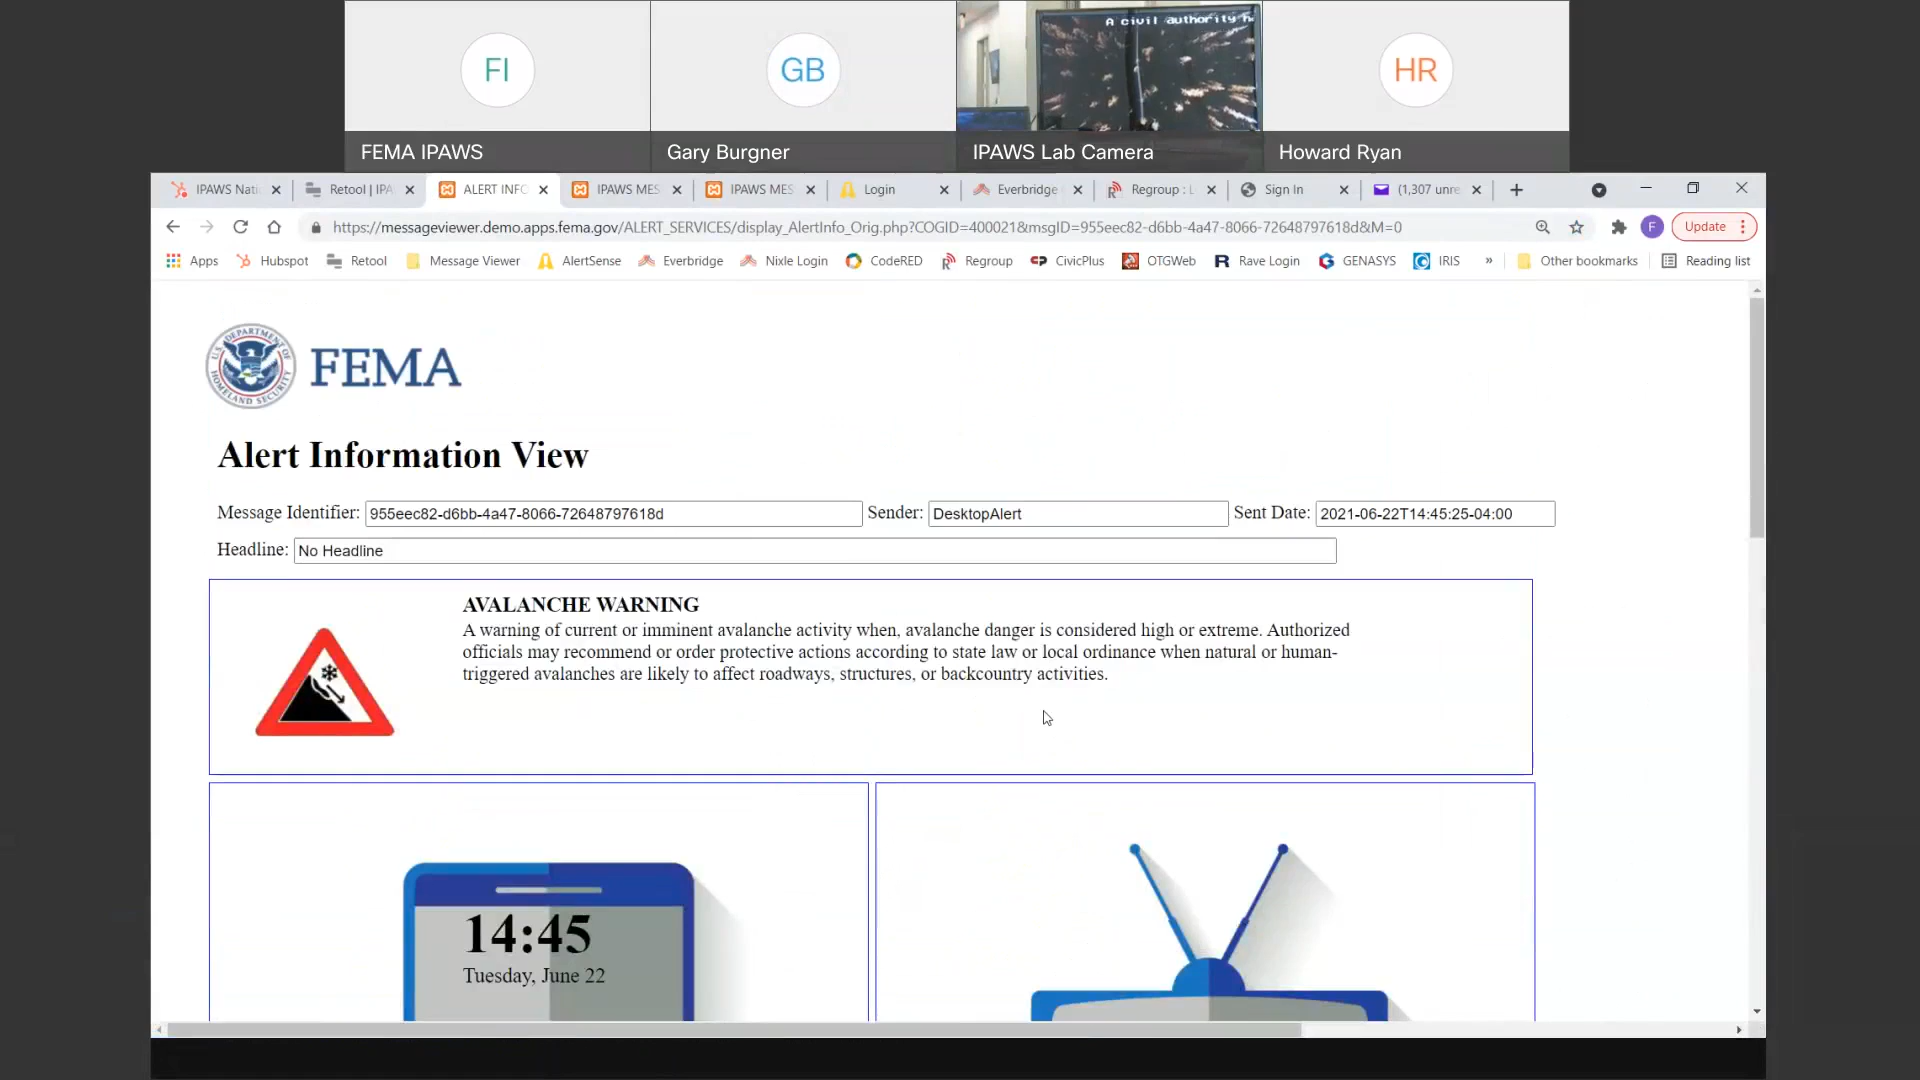 A civil authority h
FI
GB
HR
FEMA IPAWS
Gary Burgner
IPAWS Lab Camera
Howard Ryan
IPAWS Nati
Retool | IPA
ALERT INFO
IPAWS MES
IPAWS MES
Login
Everbridge
Regroup : L
Sign In
(1,307 unre
https://messageviewer.demo.apps.fema.gov/ALERT_SERVICES/display_AlertInfo_Orig.php?COGID=400021&msgID=955eec82-d6bb-4a47-8066-72648797618d&M=0
F
Update
Apps
Hubspot
Retool
Message Viewer
AlertSense
Everbridge
Nixle Login
CodeRED
Regroup
CivicPlus
OTGWeb
Rave Login
GENASYS
IRIS
»
Other bookmarks
Reading list
U.S. DEPARTMENT OF
HOMELAND SECURITY
FEMA
Alert Information View
Message Identifier: 955eec82-d6bb-4a47-8066-72648797618d Sender: DesktopAlert Sent Date: 2021-06-22T14:45:25-04:00
Headline: No Headline
AVALANCHE WARNING
A warning of current or imminent avalanche activity when, avalanche danger is considered high or extreme. Authorized
officials may recommend or order protective actions according to state law or local ordinance when natural or human-
triggered avalanches are likely to affect roadways, structures, or backcountry activities.
14:45
Tuesday, June 22